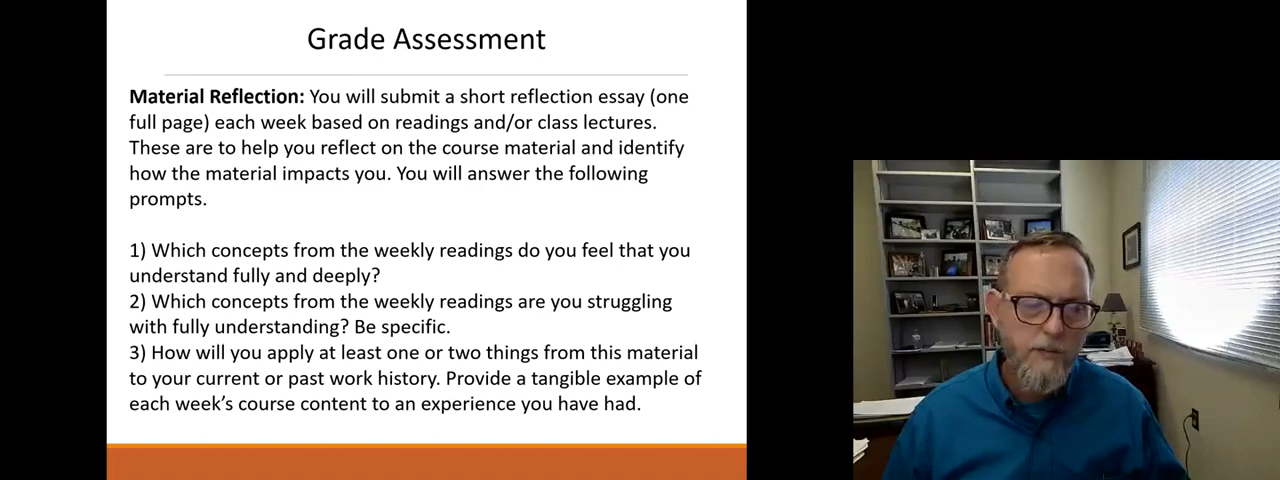 Grade Assessment
Material Reflection: You will submit a short reflection essay (one
full page) each week based on readings and/or class lectures.
These are to help you reflect on the course material and identify
how the material impacts you. You will answer the following
prompts.
1) Which concepts from the weekly readings do you feel that you
understand fully and deeply?
2) Which concepts from the weekly readings are you struggling
with fully understanding? Be specific.
3) How will you apply at least one or two things from this material
to your current or past work history. Provide a tangible example of
each week's course content to an experience you have had.